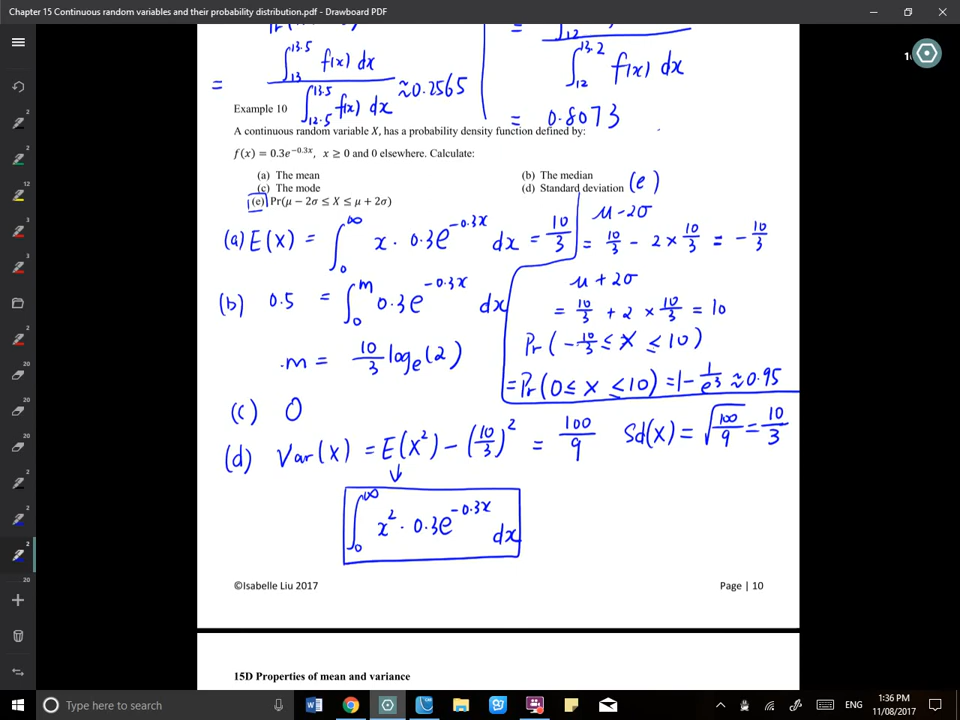 Chapter 15 Continuous random variables and their probability distribution.pdf - Drawboard PDF
= ∫₁₃^13.5 f(x) dx / ∫₁₂.₅^13.5 f(x) dx ≈ 0.2565
∫₁₂^13.2 f(x) dx
= 0.8073
Example 10
A continuous random variable X, has a probability density function defined by:
f(x) = 0.3e^−0.3x, x ≥ 0 and 0 elsewhere. Calculate:
(a) The mean
(b) The median
(c) The mode
(d) Standard deviation
(e) Pr(μ − 2σ ≤ X ≤ μ + 2σ)
(a) E(X) = ∫₀^∞ x · 0.3e^−0.3x dx = 10/3
(b) 0.5 = ∫₀^m 0.3e^−0.3x dx
m = 10/3 logₑ(2)
(c) 0
(d) Var(X) = E(X²) − (10/3)² = 100/9 Sd(X) = √100/9 = 10/3
↓
∫₀^∞ x² · 0.3e^−0.3x dx
(e)
μ − 2σ
= 10/3 − 2 × 10/3 = − 10/3
μ + 2σ
= 10/3 + 2 × 10/3 = 10
Pr(−10/3 ≤ X ≤ 10)
= Pr(0 ≤ X ≤ 10) = 1 − 1/e³ ≈ 0.95
©Isabelle Liu 2017
Page | 10
15D Properties of mean and variance
Type here to search
ENG
1:36 PM
11/08/2017